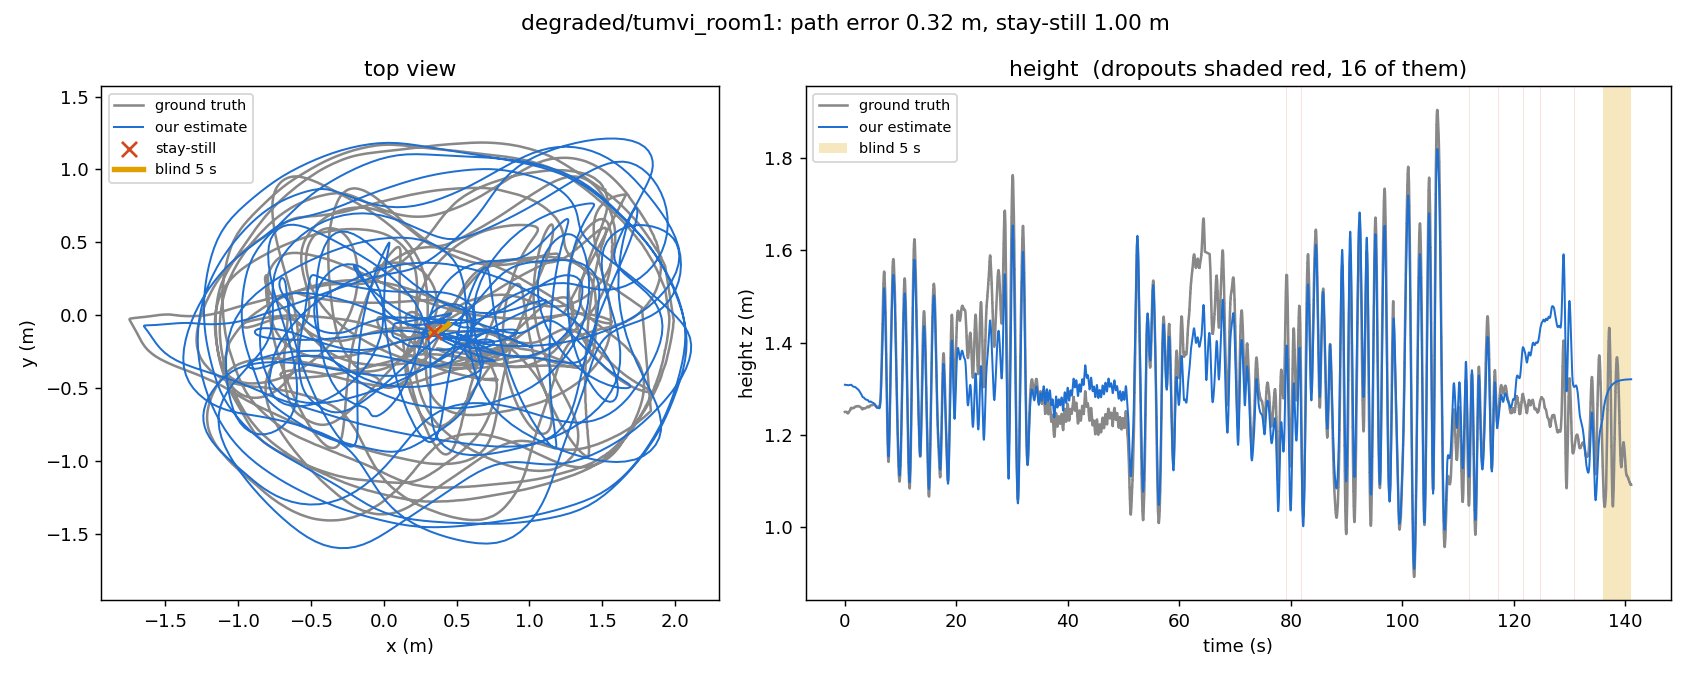 degraded/tumvi_room1: path error 0.32 m, stay-still 1.00 m
top view
ground truth
our estimate
stay-still
blind 5 s
1.5
1.0
0.5
0.0
−0.5
−1.0
−1.5
y (m)
−1.5 −1.0 −0.5 0.0 0.5 1.0 1.5 2.0
x (m)
height (dropouts shaded red, 16 of them)
ground truth
our estimate
blind 5 s
1.8
1.6
1.4
1.2
1.0
height z (m)
0 20 40 60 80 100 120 140
time (s)